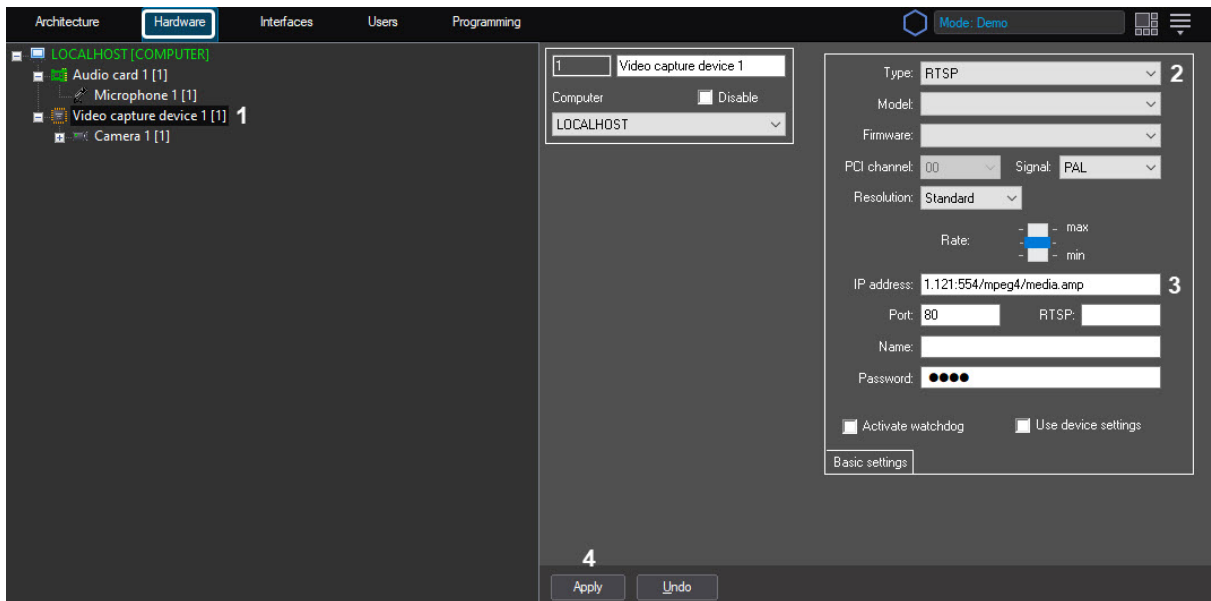 Architecture Hardware Interfaces Users Programming Mode: Demo
LOCALHOST [COMPUTER]
Audio card 1 [1]
Microphone 1 [1]
Video capture device 1 [1] 1
Camera 1 [1]
1 Video capture device 1
Computer Disable
LOCALHOST
Type: RTSP 2
Model:
Firmware:
PCI channel: 00 Signal: PAL
Resolution: Standard
Rate: max
min
IP address: 1.121:554/mpeg4/media.amp 3
Port: 80 RTSP:
Name:
Password: ●●●●
Activate watchdog Use device settings
Basic settings
4
Apply Undo